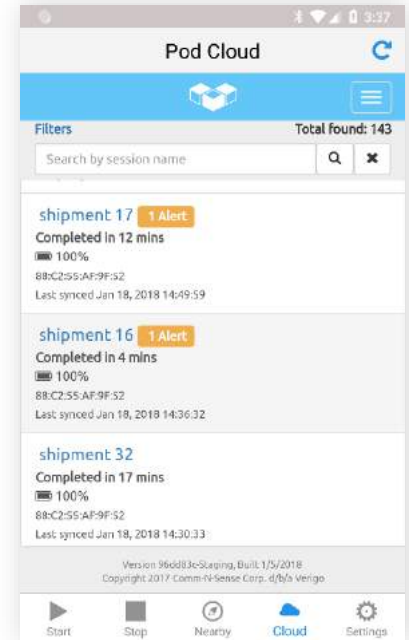 3:37
Pod Cloud
Filters Total found: 143
Search by session name
shipment 17 1 Alert
Completed in 12 mins
100%
88:C2:55:AF:9F:52
Last synced Jan 18, 2018 14:49:59
shipment 16 1 Alert
Completed in 4 mins
100%
88:C2:55:AF:9F:52
Last synced Jan 18, 2018 14:36:32
shipment 32
Completed in 17 mins
100%
88:C2:55:AF:9F:52
Last synced Jan 18, 2018 14:30:33
Version 96dd83c-Staging, Built 1/5/2018
Copyright 2017 Comm-N-Sense Corp. d/b/a Verigo
Start Stop Nearby Cloud Settings